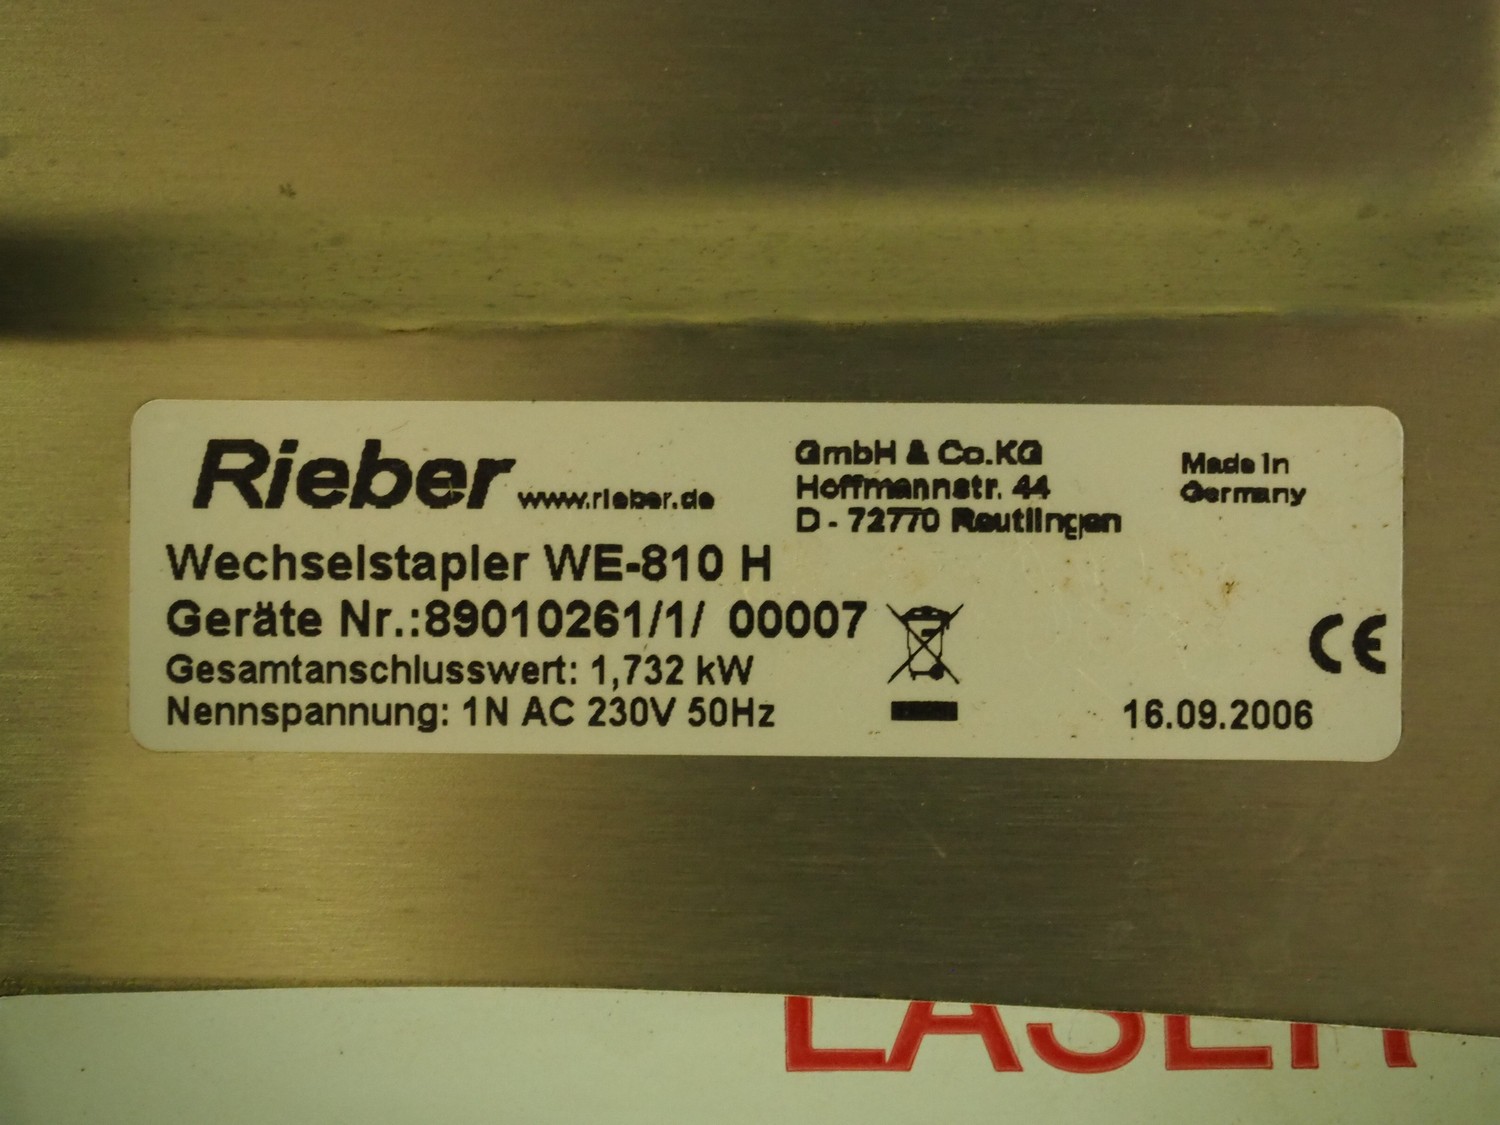 Rieber www.rieber.de
GmbH & Co.KG
Hoffmannstr. 44
D - 72770 Reutlingen
Made in
Germany
Wechselstapler WE-810 H
Geräte Nr.:89010261/1/ 00007
Gesamtanschlusswert: 1,732 kW
Nennspannung: 1N AC 230V 50Hz
CE
16.09.2006
LASER